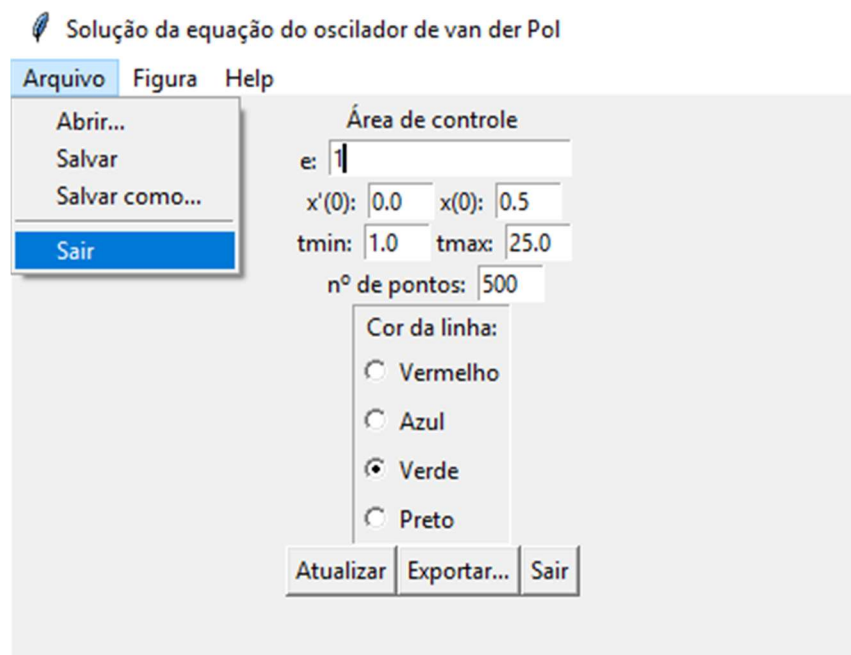 Solução da equação do oscilador de van der Pol
Arquivo Figura Help
Abrir...
Salvar
Salvar como...
Sair
Área de controle
e: 1
x'(0): 0.0 x(0): 0.5
tmin: 1.0 tmax: 25.0
nº de pontos: 500
Cor da linha:
Vermelho
Azul
Verde
Preto
Atualizar Exportar... Sair